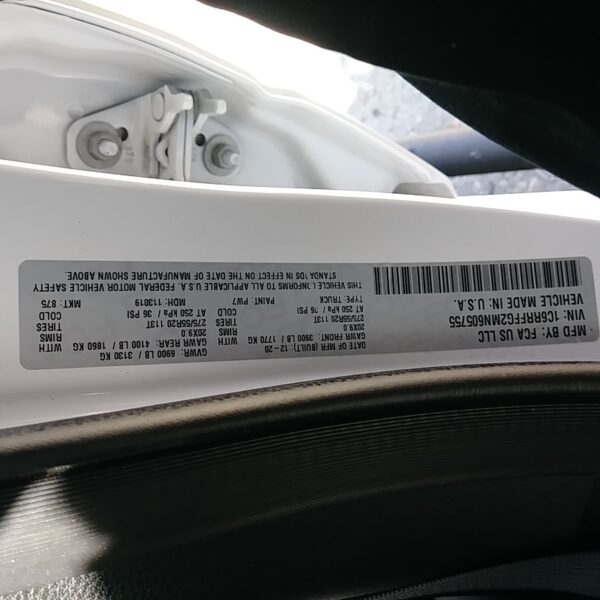 MFD BY: FCA US LLC
VIN: 1C6RRFFG2MN605755
VEHICLE MADE IN: U.S.A.
DATE OF MFR (BUILT): 12-20 GVWR: 6900 LB / 3130 KG
GAWR FRONT: 3900 LB / 1770 KG WITH GAWR REAR: 4100 LB / 1860 KG WITH
20X9.0 RIMS 20X9.0 RIMS
275/55R20 113T TIRES 275/55R20 113T TIRES
AT 250 kPa / 36 PSI COLD AT 250 kPa / 36 PSI COLD
TYPE: TRUCK PAINT: PW7 MDH: 113019 MKT: 875
THIS VEHICLE CONFORMS TO ALL APPLICABLE U.S.A. FEDERAL MOTOR VEHICLE SAFETY
STANDARDS IN EFFECT ON THE DATE OF MANUFACTURE SHOWN ABOVE.